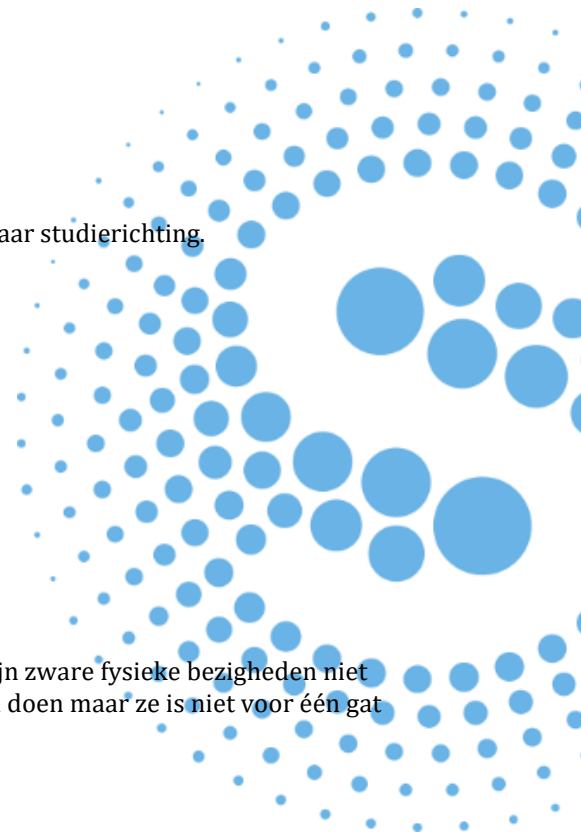 aar studierichting.
jn zware fysieke bezigheden niet
doen maar ze is niet voor één gat